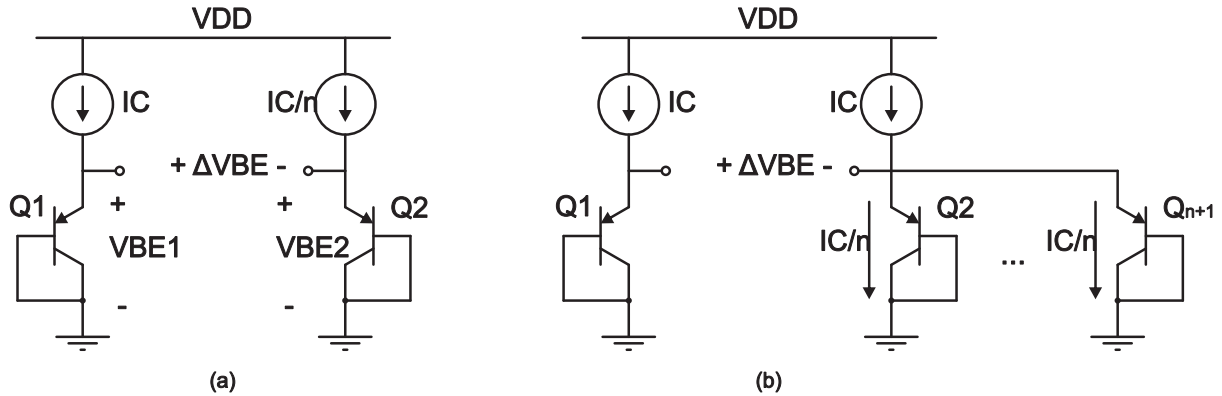 VDD
IC
IC/n
+ ΔVBE -
Q1
+
+
Q2
VBE1
VBE2
-
-
(a)
VDD
IC
IC
+ ΔVBE -
Q1
Q2
Qn+1
IC/n
...
IC/n
(b)